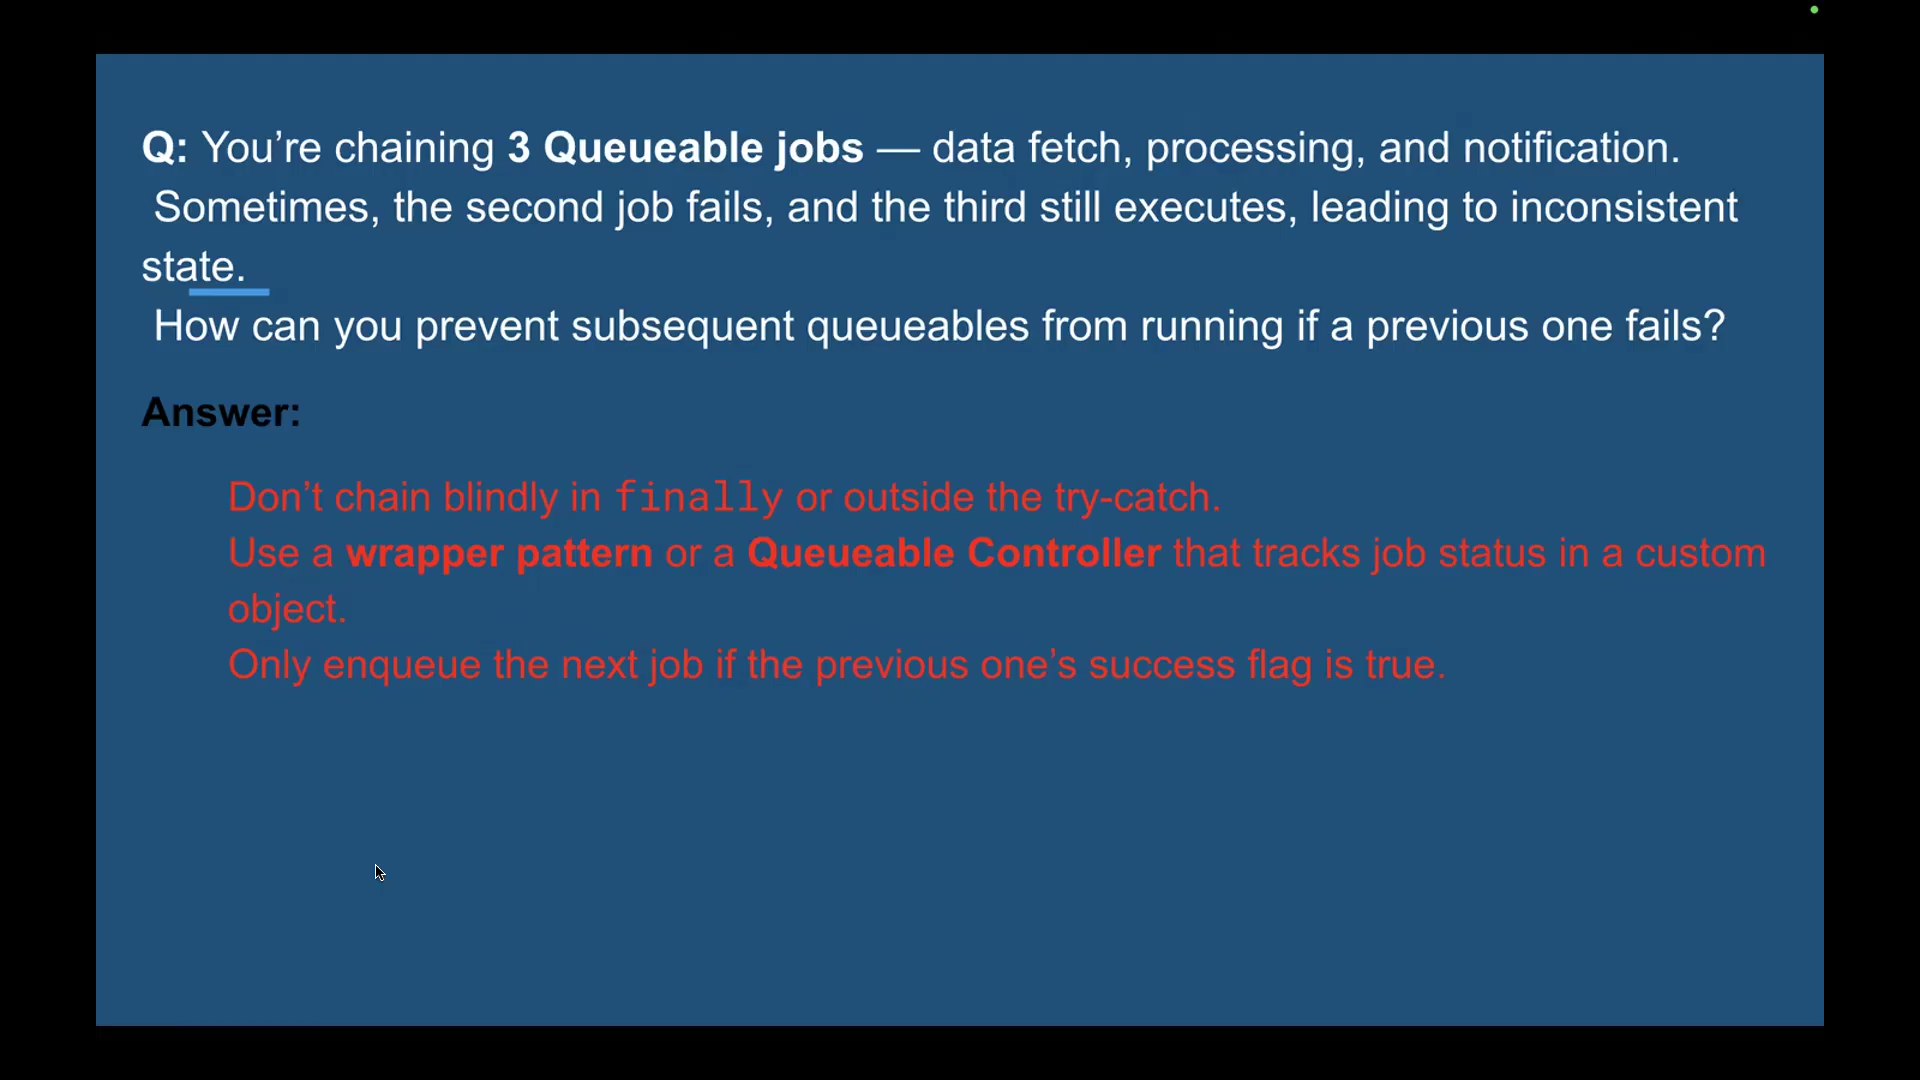 Q: You’re chaining 3 Queueable jobs — data fetch, processing, and notification.
Sometimes, the second job fails, and the third still executes, leading to inconsistent
state.
How can you prevent subsequent queueables from running if a previous one fails?
Answer:
Don’t chain blindly in finally or outside the try-catch.
Use a wrapper pattern or a Queueable Controller that tracks job status in a custom
object.
Only enqueue the next job if the previous one’s success flag is true.